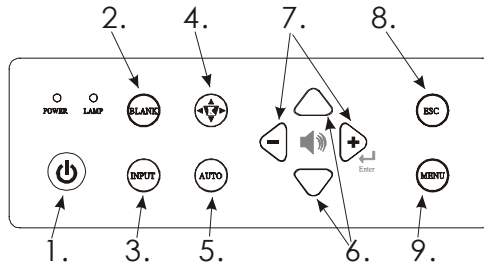 2. 4. 7. 8.
POWER LAMP BLANK ESC
Enter
INPUT AUTO MENU
1. 3. 5. 6. 9.